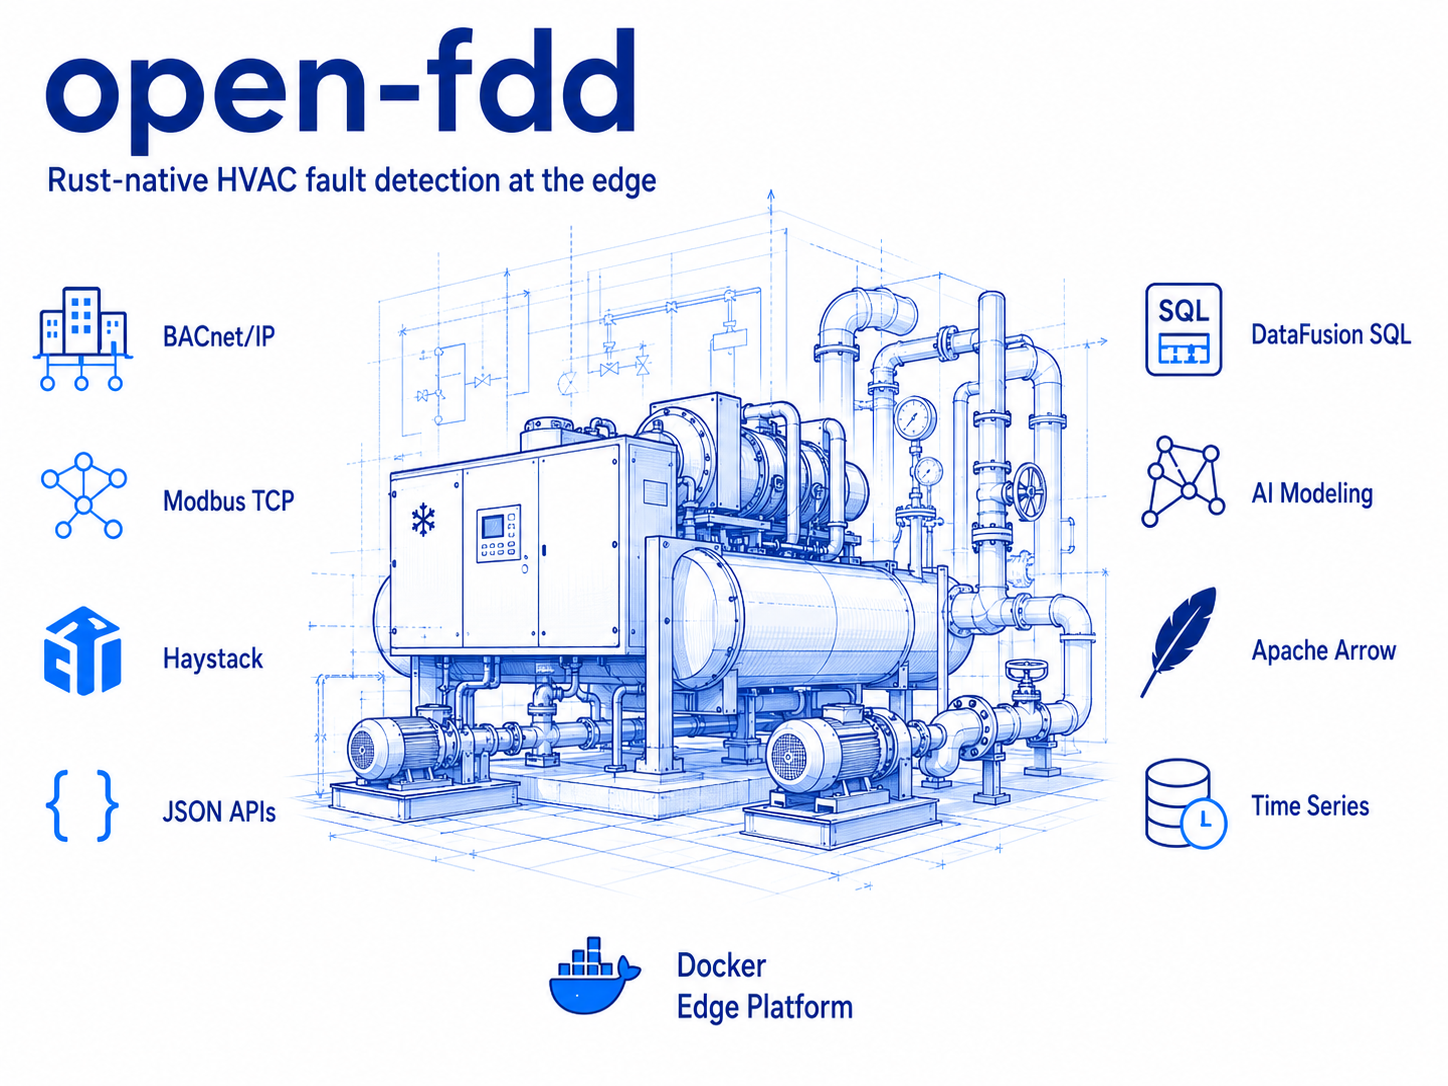 open-fdd
Rust-native HVAC fault detection at the edge
BACnet/IP
Modbus TCP
Haystack
{ } JSON APIs
SQL
DataFusion SQL
AI Modeling
Apache Arrow
Time Series
Docker
Edge Platform